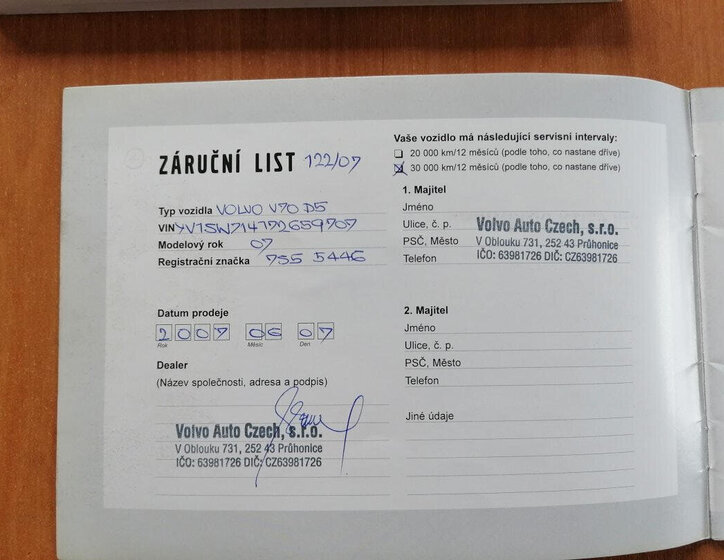 ZÁRUČNÍ LIST 122/07
Typ vozidla VOLVO V70 D5
VIN YV1SW714772659707
Modelový rok 07
Registrační značka 7S5 5446
Datum prodeje
2007 06 07
Rok Měsíc Den
Dealer
(Název společnosti, adresa a podpis)
Volvo Auto Czech, s.r.o.
V Oblouku 731, 252 43 Průhonice
IČO: 63981726 DIČ: CZ63981726
Vaše vozidlo má následující servisní intervaly:
20 000 km/12 měsíců (podle toho, co nastane dříve)
30 000 km/12 měsíců (podle toho, co nastane dříve)
1. Majitel
Jméno
Ulice, č. p.
PSČ, Město
Telefon
Volvo Auto Czech, s.r.o.
V Oblouku 731, 252 43 Průhonice
IČO: 63981726 DIČ: CZ63981726
2. Majitel
Jméno
Ulice, č. p.
PSČ, Město
Telefon
Jiné údaje